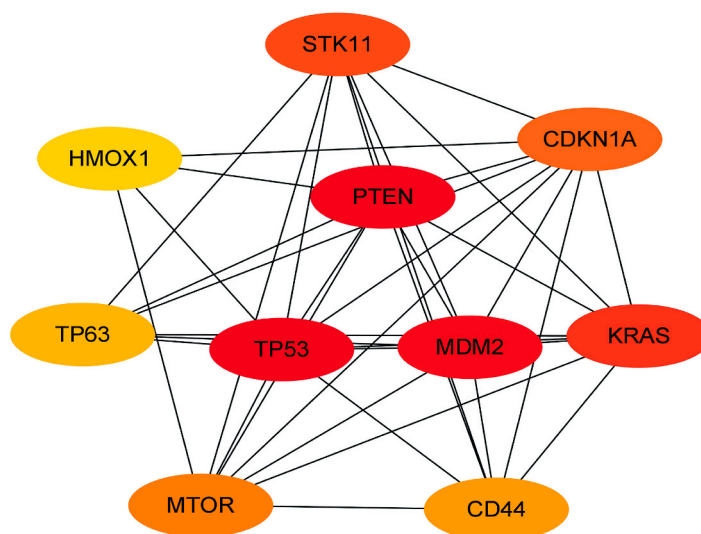 STK11
CDKN1A
HMOX1
PTEN
TP63
TP53
MDM2
KRAS
MTOR
CD44